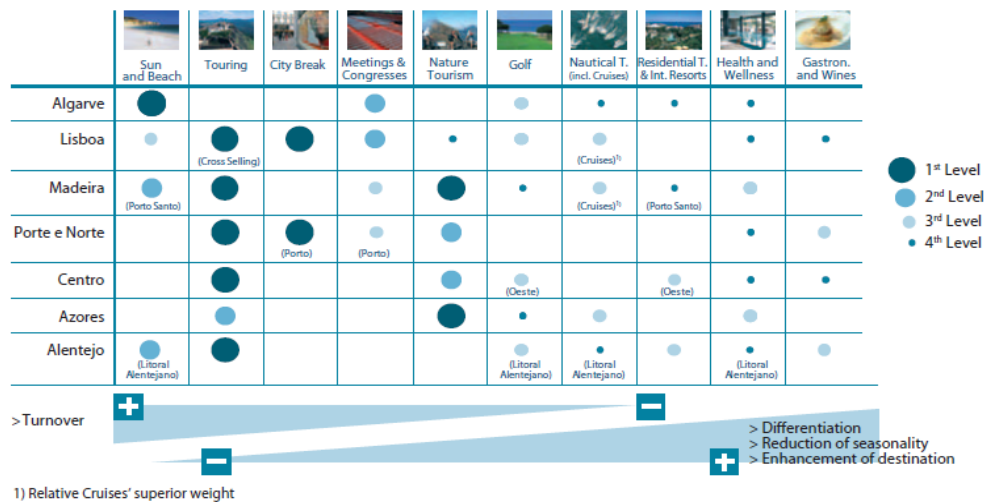 Sun and Beach
Touring
City Break
Meetings & Congresses
Nature Tourism
Golf
Nautical T. (incl. Cruises)
Residential T. & Int. Resorts
Health and Wellness
Gastron. and Wines
Algarve
Lisboa
(Cross Selling)
(Cruises)1)
Madeira
(Porto Santo)
(Cruises)1)
(Porto Santo)
Porte e Norte
(Porto)
(Porto)
Centro
(Oeste)
(Oeste)
Azores
Alentejo
(Litoral Alentejano)
(Litoral Alentejano)
(Litoral Alentejano)
(Litoral Alentejano)
1st Level
2nd Level
3rd Level
4th Level
+
−
> Turnover
−
+
> Differentiation
> Reduction of seasonality
> Enhancement of destination
1) Relative Cruises' superior weight